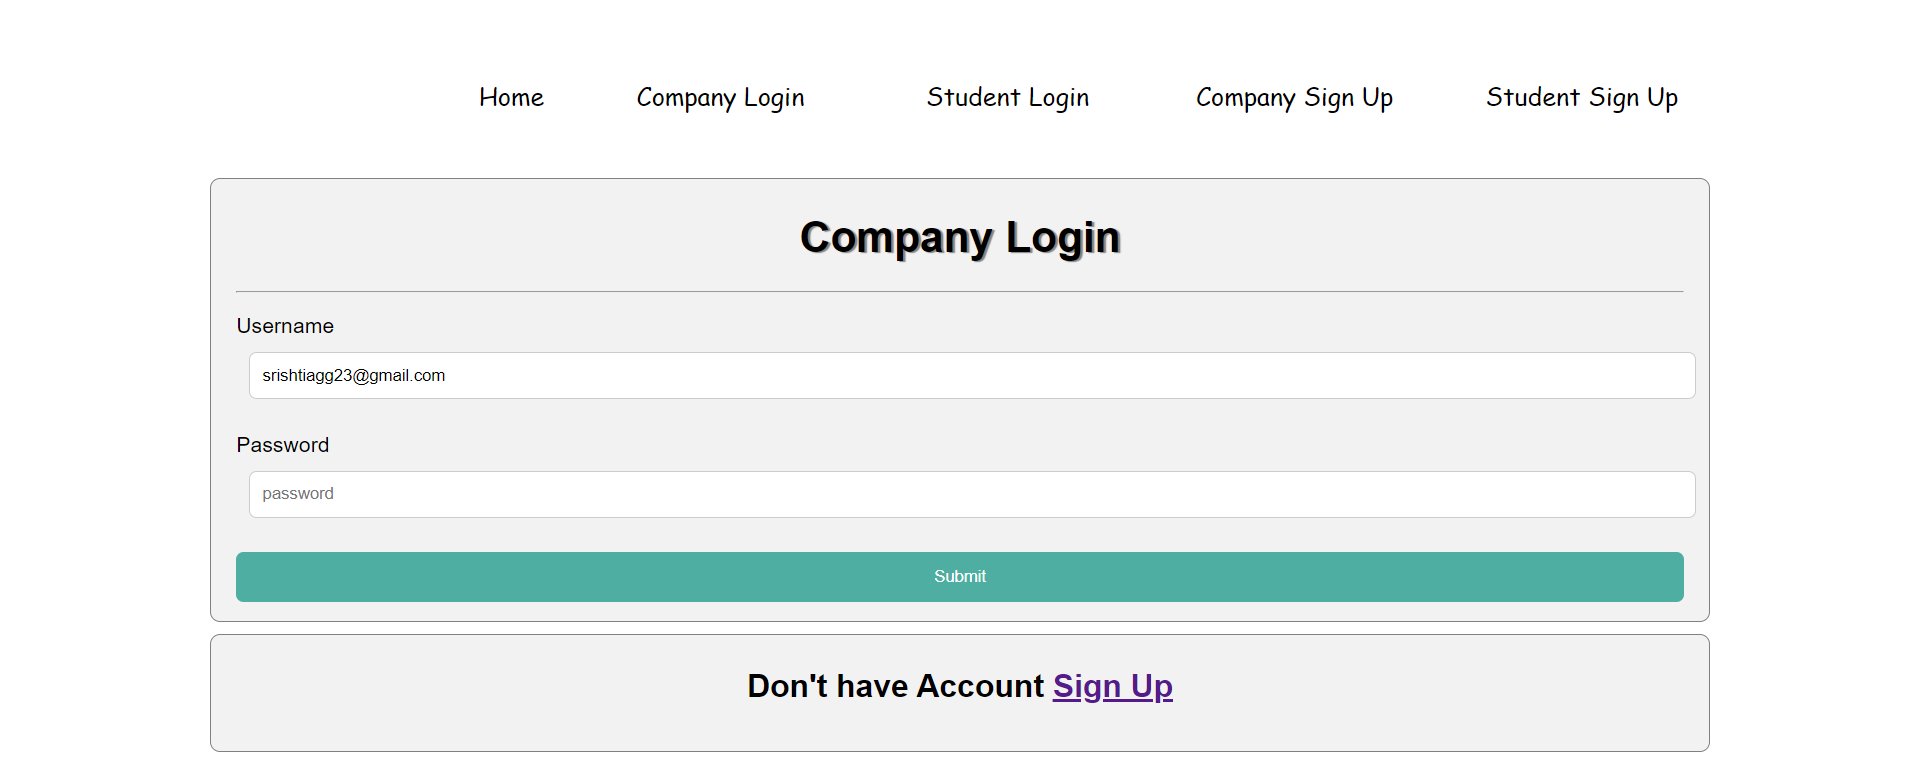 Home Company Login Student Login Company Sign Up Student Sign Up
Company Login
Username
srishtiagg23@gmail.com
Password
password
Submit
Don't have Account Sign Up